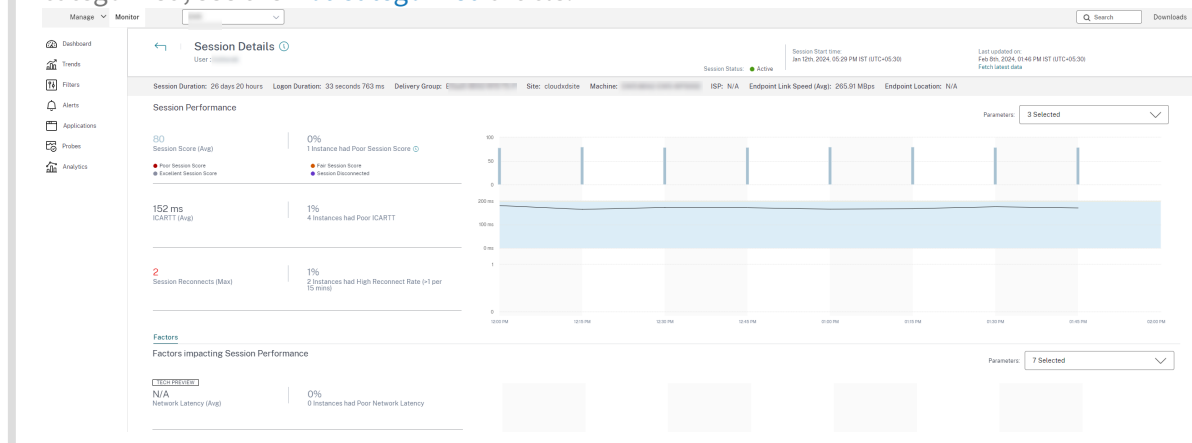 Manage Monitor
Search Downloads
Dashboard
Trends
Filters
Alerts
Applications
Probes
Analytics
Session Details
User :
Session Status: Active
Session Start time:
Jan 12th, 2024, 05:29 PM IST (UTC+05:30)
Last updated on:
Feb 8th, 2024, 01:46 PM IST (UTC+05:30)
Fetch latest data
Session Duration: 26 days 20 hours Logon Duration: 33 seconds 763 ms Delivery Group: E Site: cloudxdsite Machine: ISP: N/A Endpoint Link Speed (Avg): 265.91 MBps Endpoint Location: N/A
Session Performance
Parameters: 3 Selected
80
Session Score (Avg)
0%
1 Instance had Poor Session Score
Poor Session Score
Fair Session Score
Excellent Session Score
Session Disconnected
100
50
0
152 ms
ICARTT (Avg)
1%
4 Instances had Poor ICARTT
200 ms
100 ms
0 ms
2
Session Reconnects (Max)
1%
2 Instances had High Reconnect Rate (>1 per
15 mins)
1
0
12:00 PM 12:15 PM 12:30 PM 12:45 PM 01:00 PM 01:15 PM 01:30 PM 01:45 PM 02:00 PM
Factors
Factors impacting Session Performance
Parameters: 7 Selected
TECH PREVIEW
N/A
Network Latency (Avg)
0%
0 Instances had Poor Network Latency